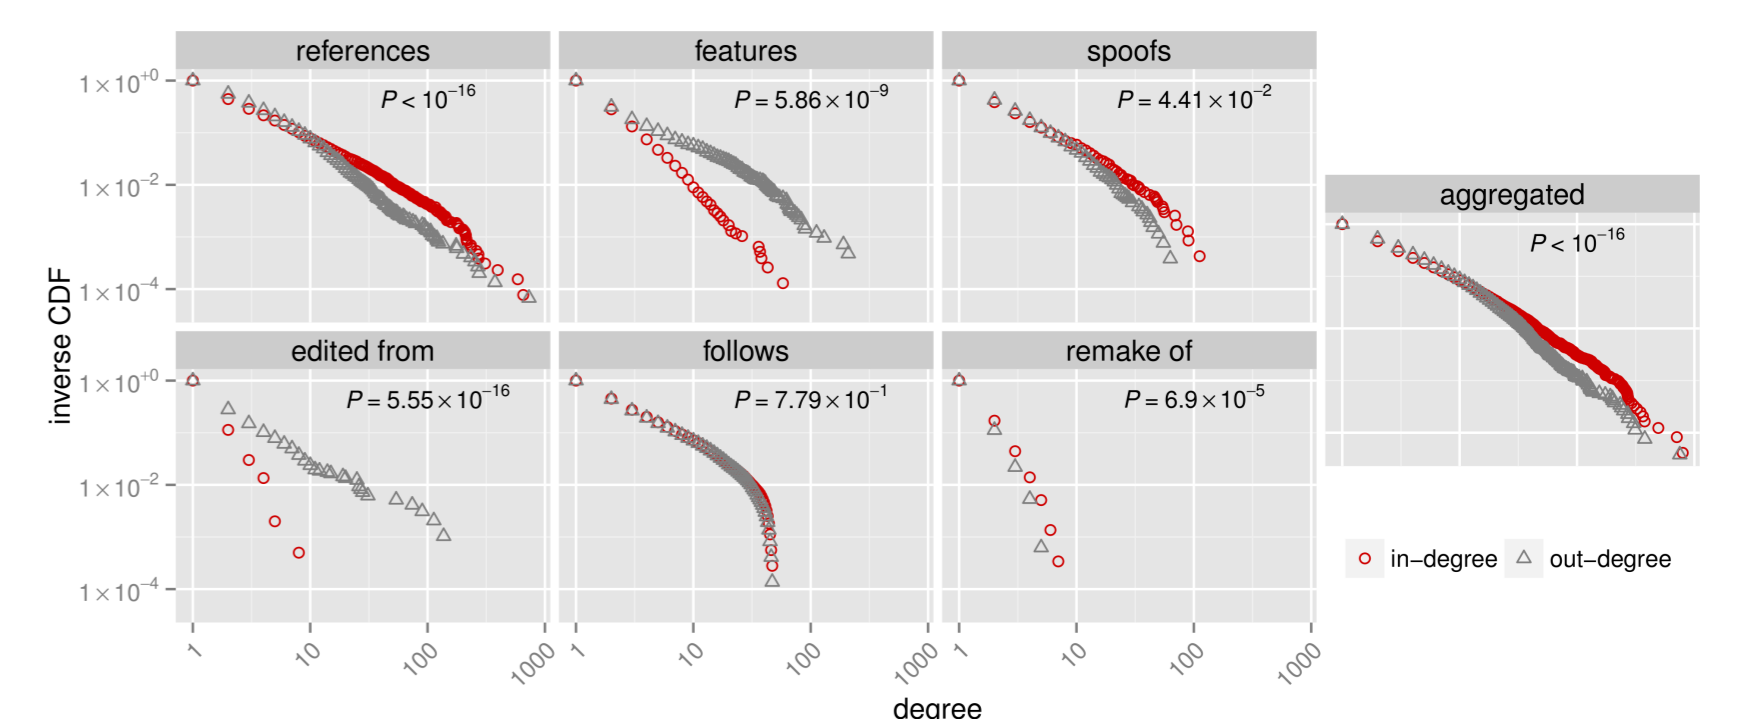 references
features
spoofs
1×10⁺⁰
P < 10⁻¹⁶
P = 5.86×10⁻⁹
P = 4.41×10⁻²
1×10⁻²
1×10⁻⁴
aggregated
P < 10⁻¹⁶
inverse CDF
edited from
follows
remake of
1×10⁺⁰
P = 5.55×10⁻¹⁶
P = 7.79×10⁻¹
P = 6.9×10⁻⁵
1×10⁻²
1×10⁻⁴
in−degree
out−degree
1 10 100 1000
1 10 100 1000
1 10 100 1000
degree